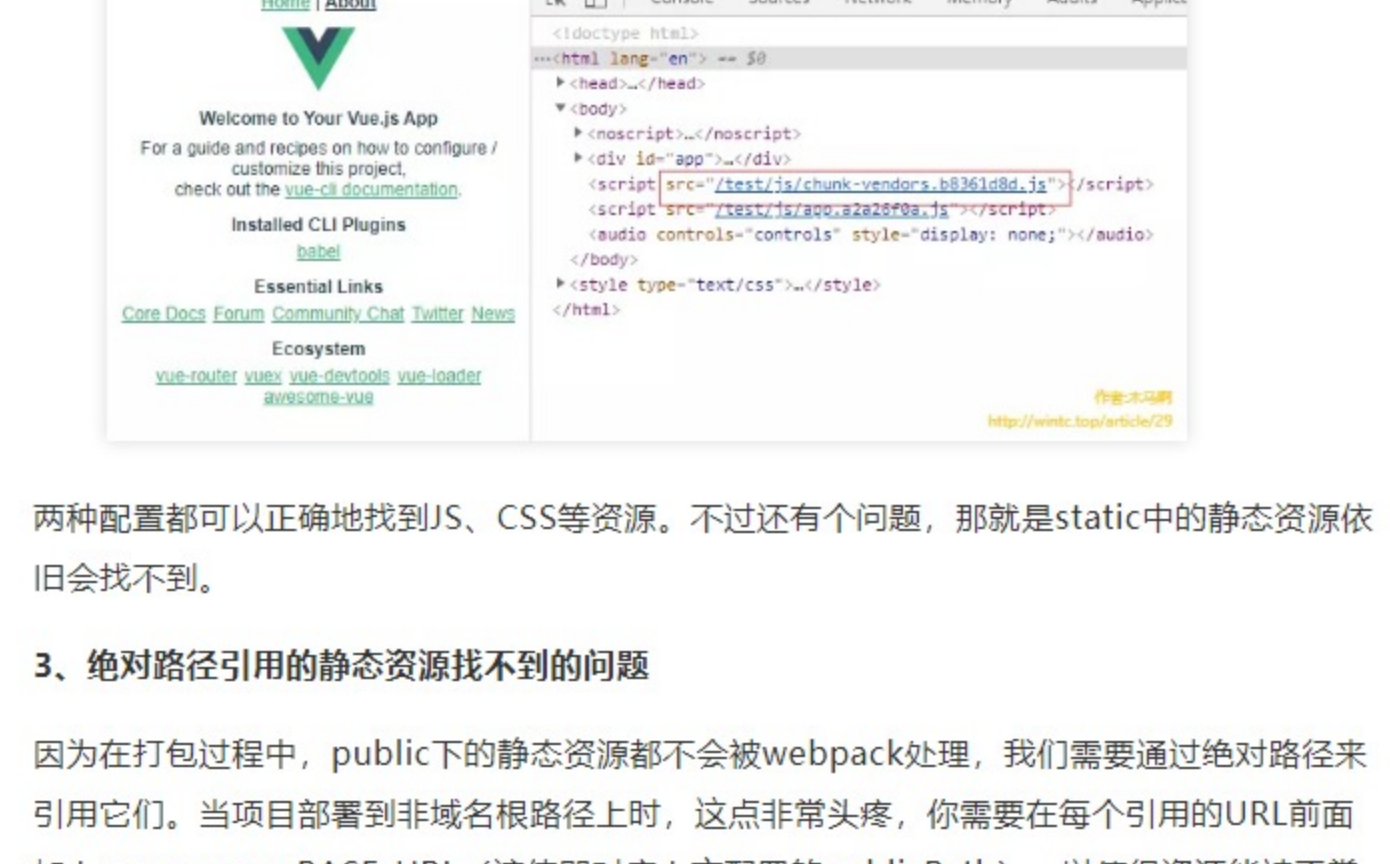 Home | About
Console Sources Network Memory Audits Applic
<!doctype html>
···<html lang="en"> == $0
▶<head>…</head>
▼<body>
▶<noscript>…</noscript>
▶<div id="app">…</div>
<script src="/test/js/chunk-vendors.b8361d8d.js"></script>
<script src="/test/js/app.a2a26f0a.js"></script>
<audio controls="controls" style="display: none;"></audio>
</body>
▶<style type="text/css">…</style>
</html>
Welcome to Your Vue.js App
For a guide and recipes on how to configure /
customize this project,
check out the vue-cli documentation.
Installed CLI Plugins
babel
Essential Links
Core Docs Forum Community Chat Twitter News
Ecosystem
vue-router vuex vue-devtools vue-loader
awesome-vue
作者:木马啊
http://wintc.top/article/29
两种配置都可以正确地找到JS、CSS等资源。不过还有个问题，那就是static中的静态资源依
旧会找不到。
3、绝对路径引用的静态资源找不到的问题
因为在打包过程中，public下的静态资源都不会被webpack处理，我们需要通过绝对路径来
引用它们。当项目部署到非域名根路径上时，这点非常头疼，你需要在每个引用的URL前面